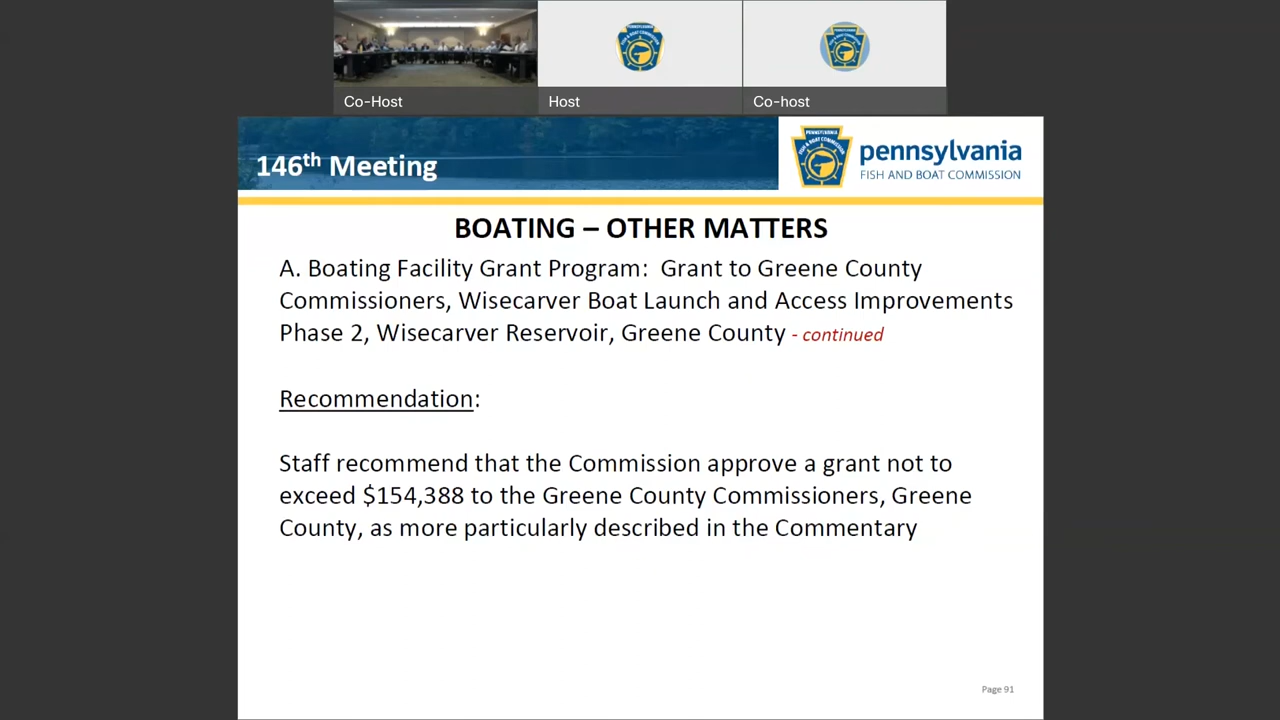 Co-Host
Host
Co-host
146th Meeting
pennsylvania
FISH AND BOAT COMMISSION
BOATING – OTHER MATTERS
A. Boating Facility Grant Program: Grant to Greene County
Commissioners, Wisecarver Boat Launch and Access Improvements
Phase 2, Wisecarver Reservoir, Greene County - continued
Recommendation:
Staff recommend that the Commission approve a grant not to
exceed $154,388 to the Greene County Commissioners, Greene
County, as more particularly described in the Commentary
Page 91